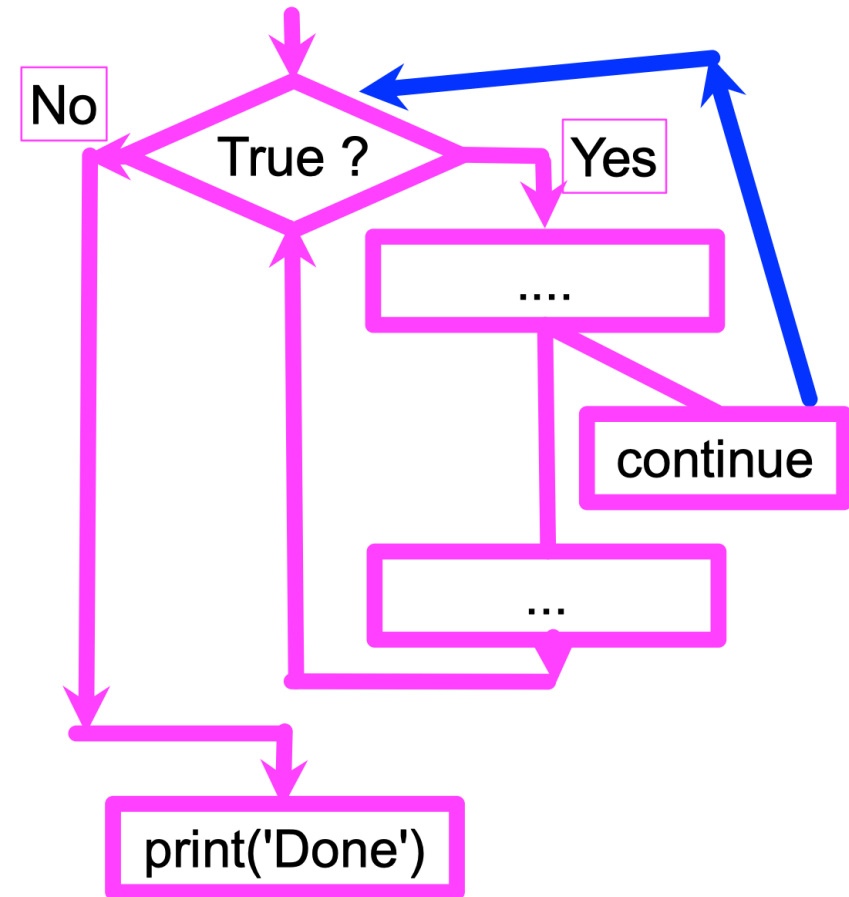 No
True ?
Yes
....
continue
...
print('Done')